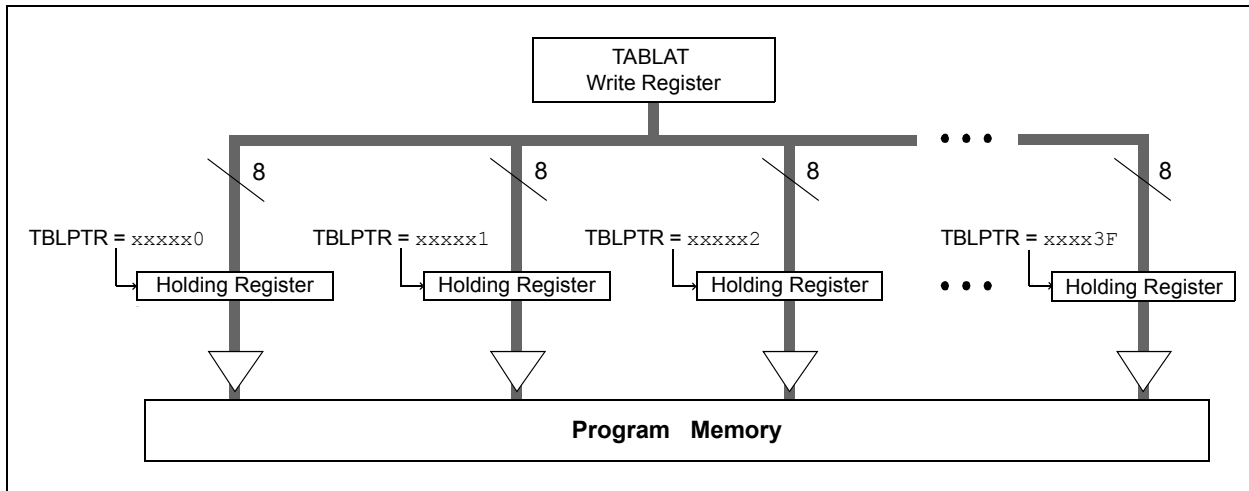 TABLAT
Write Register
8
8
8
8
TBLPTR = xxxxx0
TBLPTR = xxxxx1
TBLPTR = xxxxx2
TBLPTR = xxxx3F
Holding Register
Holding Register
Holding Register
Holding Register
Program Memory